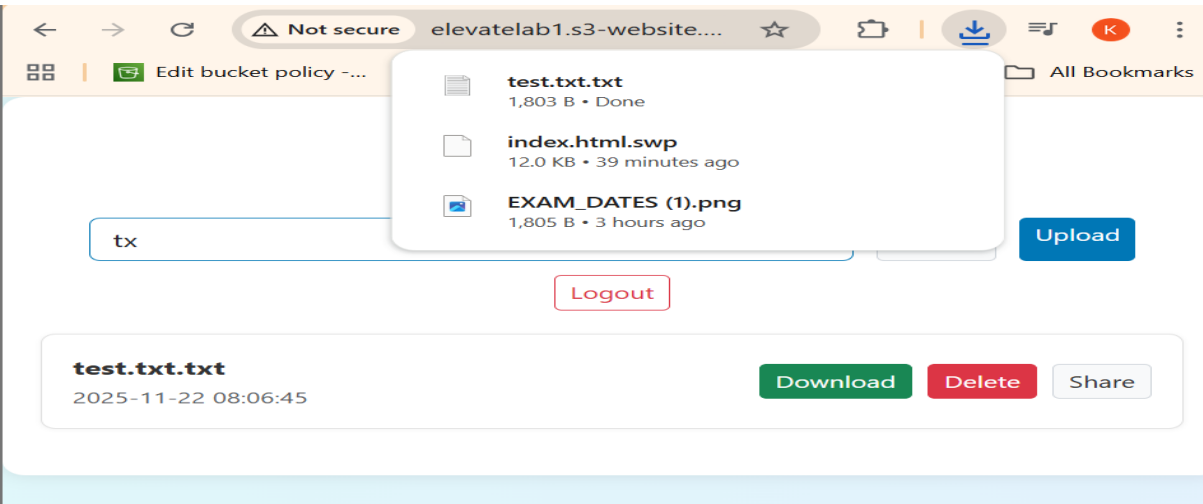 Not secure elevatelab1.s3-website.... K
Edit bucket policy -... All Bookmarks
test.txt.txt
1,803 B • Done
index.html.swp
12.0 KB • 39 minutes ago
EXAM_DATES (1).png
1,805 B • 3 hours ago
tx Upload
Logout
test.txt.txt
2025-11-22 08:06:45
Download Delete Share